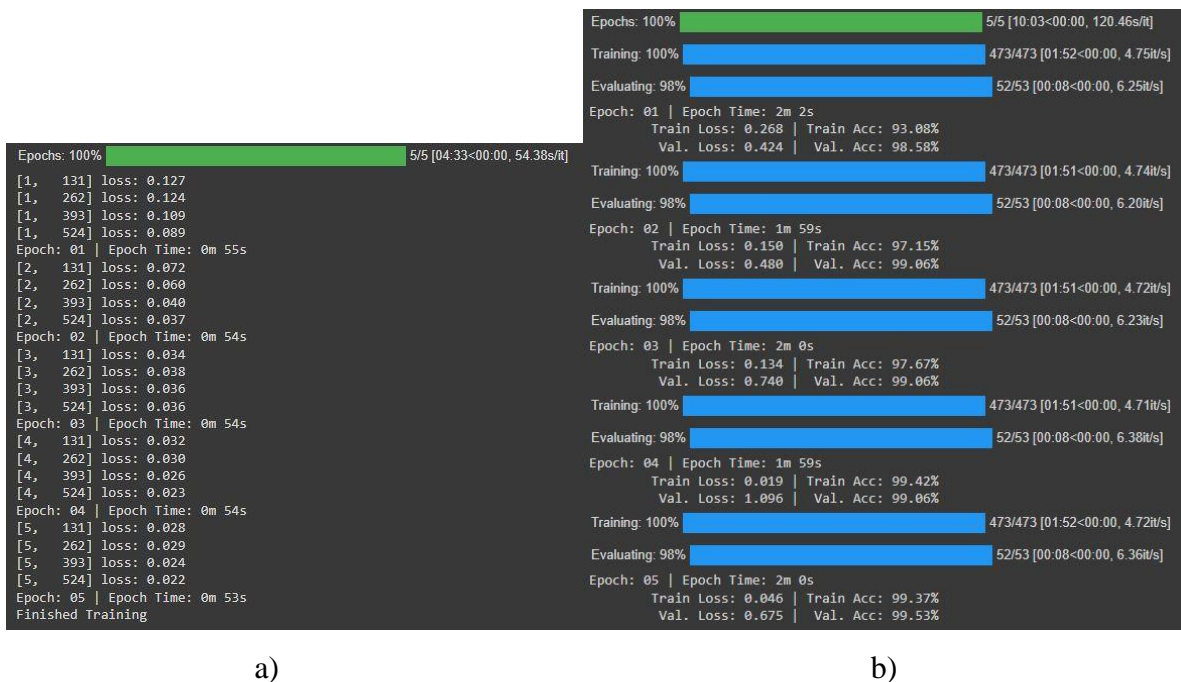 Epochs: 100% 5/5 [04:33<00:00, 54.38s/it]
[1, 131] loss: 0.127
[1, 262] loss: 0.124
[1, 393] loss: 0.109
[1, 524] loss: 0.089
Epoch: 01 | Epoch Time: 0m 55s
[2, 131] loss: 0.072
[2, 262] loss: 0.060
[2, 393] loss: 0.040
[2, 524] loss: 0.037
Epoch: 02 | Epoch Time: 0m 54s
[3, 131] loss: 0.034
[3, 262] loss: 0.038
[3, 393] loss: 0.036
[3, 524] loss: 0.036
Epoch: 03 | Epoch Time: 0m 54s
[4, 131] loss: 0.032
[4, 262] loss: 0.030
[4, 393] loss: 0.026
[4, 524] loss: 0.023
Epoch: 04 | Epoch Time: 0m 54s
[5, 131] loss: 0.028
[5, 262] loss: 0.029
[5, 393] loss: 0.024
[5, 524] loss: 0.022
Epoch: 05 | Epoch Time: 0m 53s
Finished Training
a)
Epochs: 100% 5/5 [10:03<00:00, 120.46s/it]
Training: 100% 473/473 [01:52<00:00, 4.75it/s]
Evaluating: 98% 52/53 [00:08<00:00, 6.25it/s]
Epoch: 01 | Epoch Time: 2m 2s
Train Loss: 0.268 | Train Acc: 93.08%
Val. Loss: 0.424 | Val. Acc: 98.58%
Training: 100% 473/473 [01:51<00:00, 4.74it/s]
Evaluating: 98% 52/53 [00:08<00:00, 6.20it/s]
Epoch: 02 | Epoch Time: 1m 59s
Train Loss: 0.150 | Train Acc: 97.15%
Val. Loss: 0.480 | Val. Acc: 99.06%
Training: 100% 473/473 [01:51<00:00, 4.72it/s]
Evaluating: 98% 52/53 [00:08<00:00, 6.23it/s]
Epoch: 03 | Epoch Time: 2m 0s
Train Loss: 0.134 | Train Acc: 97.67%
Val. Loss: 0.740 | Val. Acc: 99.06%
Training: 100% 473/473 [01:51<00:00, 4.71it/s]
Evaluating: 98% 52/53 [00:08<00:00, 6.38it/s]
Epoch: 04 | Epoch Time: 1m 59s
Train Loss: 0.019 | Train Acc: 99.42%
Val. Loss: 1.096 | Val. Acc: 99.06%
Training: 100% 473/473 [01:52<00:00, 4.72it/s]
Evaluating: 98% 52/53 [00:08<00:00, 6.36it/s]
Epoch: 05 | Epoch Time: 2m 0s
Train Loss: 0.046 | Train Acc: 99.37%
Val. Loss: 0.675 | Val. Acc: 99.53%
b)